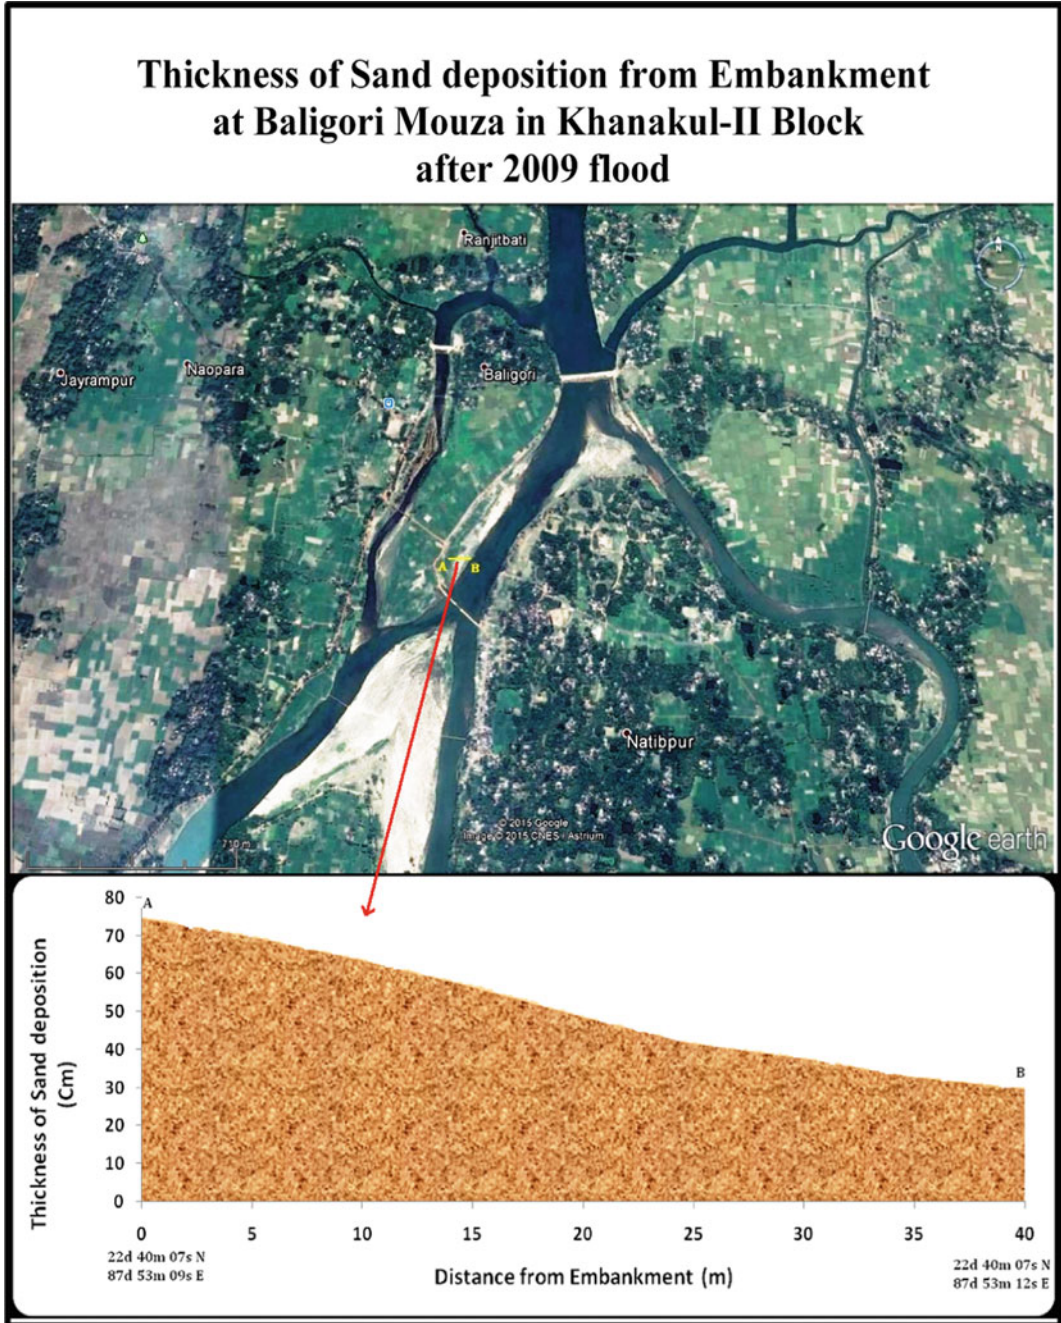 Thickness of Sand deposition from Embankment
at Baligori Mouza in Khanakul-II Block
after 2009 flood
Ranjitbati
N
Jayrampur
Naopara
Baligori
A
B
Natibpur
© 2015 Google
Image © 2015 CNES / Astrium
710 m
Google earth
Thickness of Sand deposition
(Cm)
80
70
60
50
40
30
20
10
0
A
B
0 5 10 15 20 25 30 35 40
22d 40m 07s N
87d 53m 09s E
Distance from Embankment (m)
22d 40m 07s N
87d 53m 12s E